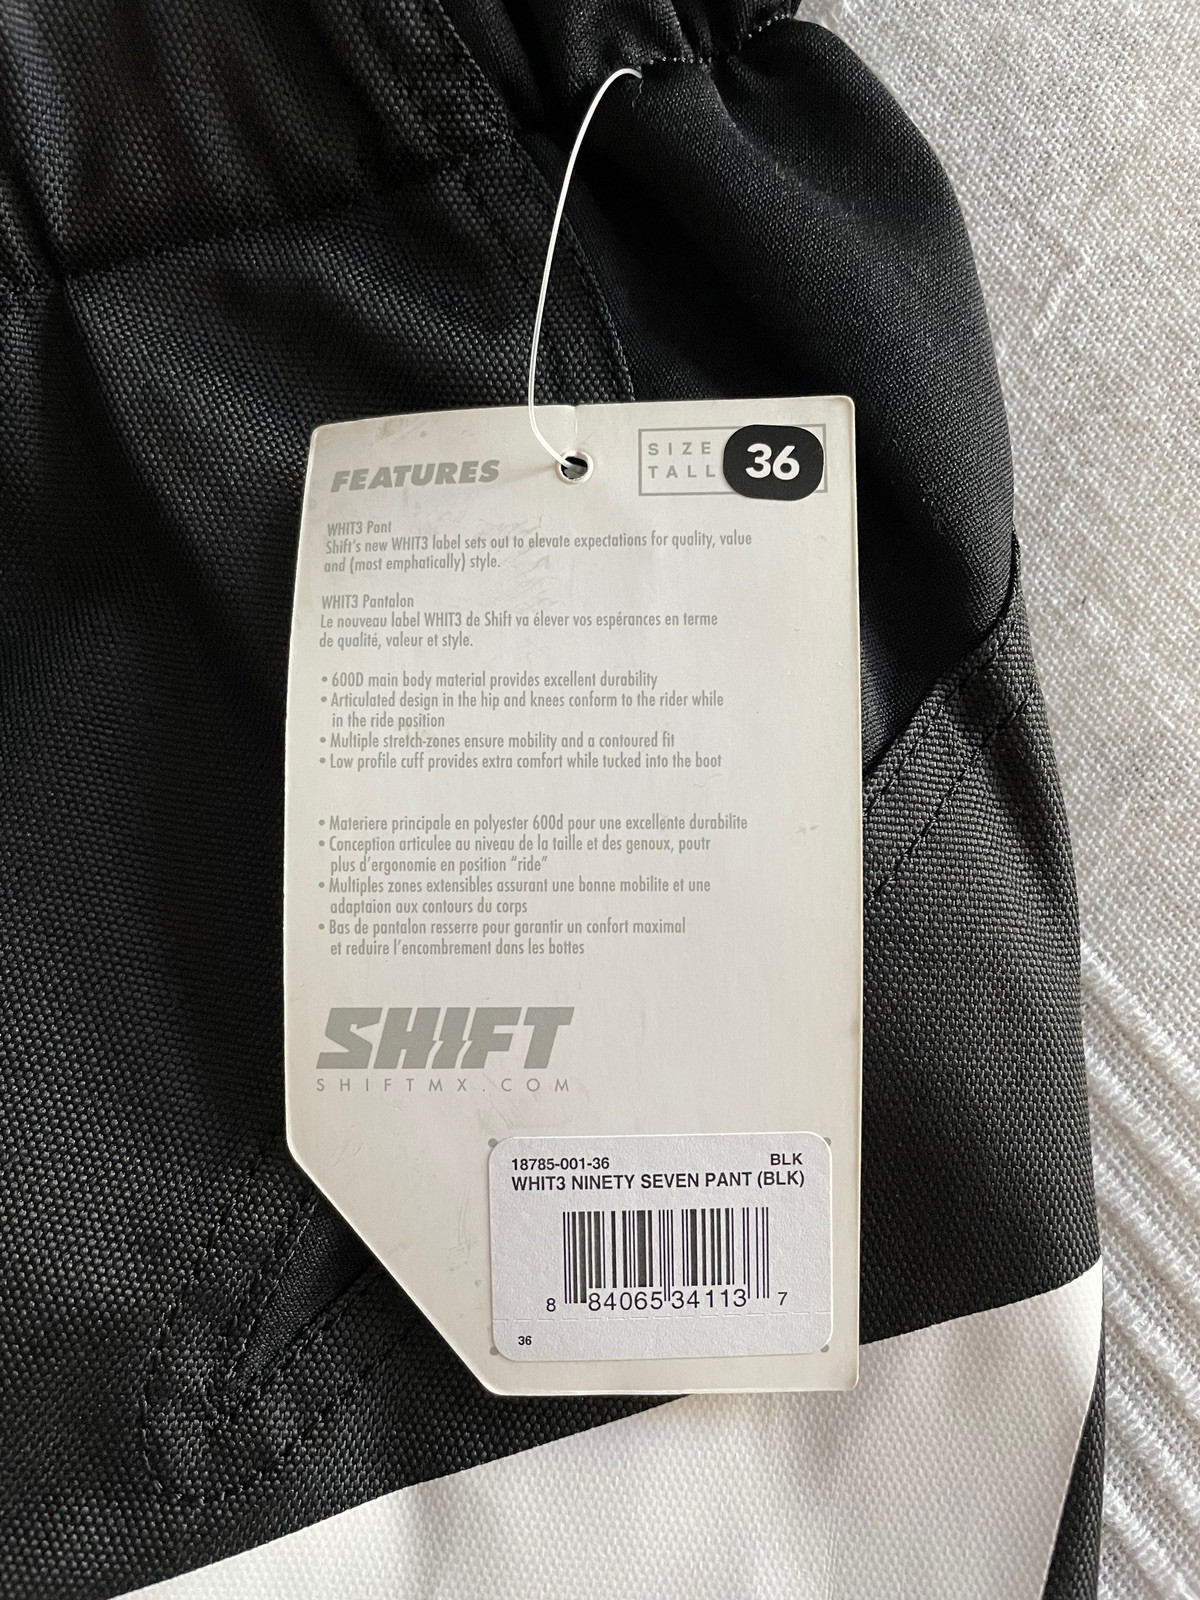 FEATURES
SIZE
TALL
36
WHIT3 Pant
Shift's new WHIT3 label sets out to elevate expectations for quality, value
and (most emphatically) style.
WHIT3 Pantalon
Le nouveau label WHIT3 de Shift va élever vos espérances en terme
de qualité, valeur et style.
• 600D main body material provides excellent durability
• Articulated design in the hip and knees conform to the rider while
in the ride position
• Multiple stretch-zones ensure mobility and a contoured fit
• Low profile cuff provides extra comfort while tucked into the boot
• Materiere principale en polyester 600d pour une excellente durabilite
• Conception articulee au niveau de la taille et des genoux, poutr
plus d'ergonomie en position "ride"
• Multiples zones extensibles assurant une bonne mobilite et une
adaptaion aux contours du corps
• Bas de pantalon resserre pour garantir un confort maximal
et reduire l'encombrement dans les bottes
SHIFT
SHIFTMX.COM
18785-001-36 BLK
WHIT3 NINETY SEVEN PANT (BLK)
8 84065 34113 7
36